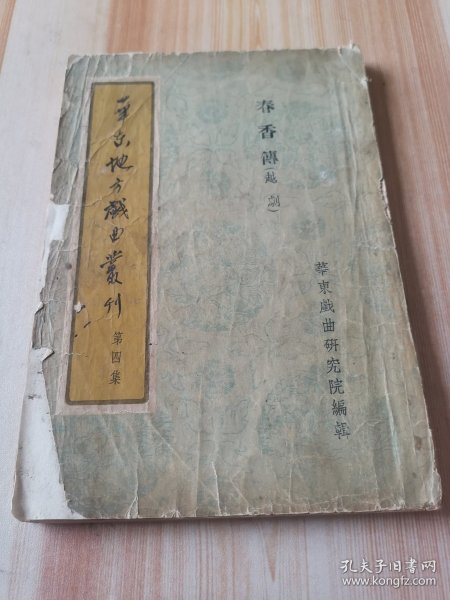 華东地方戲曲叢刊
第四集
春香傳(越劇)
華東戲曲研究院編輯
孔夫子旧书网
www.kongfz.com